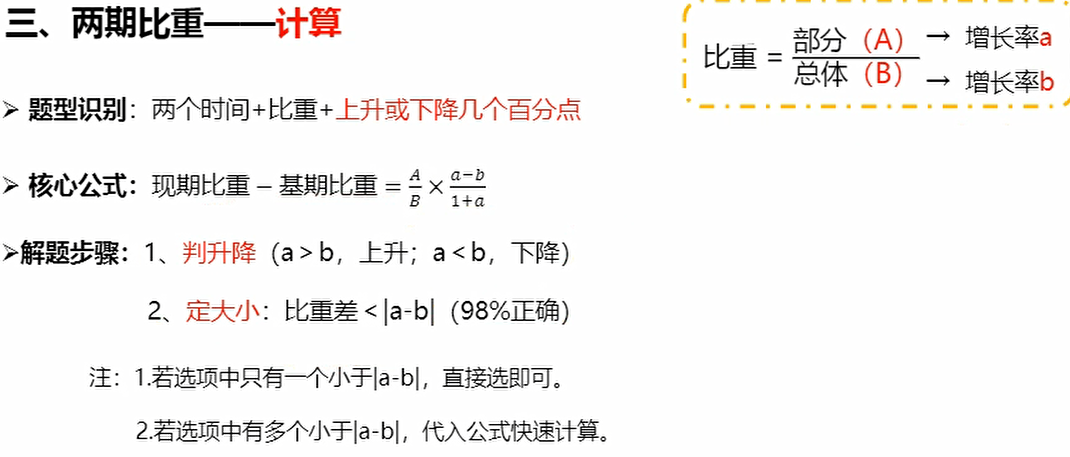 三、两期比重——计算
比重 = 部分（A）/总体（B） → 增长率a → 增长率b
➢ 题型识别：两个时间+比重+上升或下降几个百分点
➢ 核心公式：现期比重 − 基期比重 = A/B × (a−b)/(1+a)
➢解题步骤：1、判升降（a＞b，上升；a＜b，下降）
2、定大小：比重差＜|a-b|（98%正确）
注：1.若选项中只有一个小于|a-b|，直接选即可。
2.若选项中有多个小于|a-b|，代入公式快速计算。